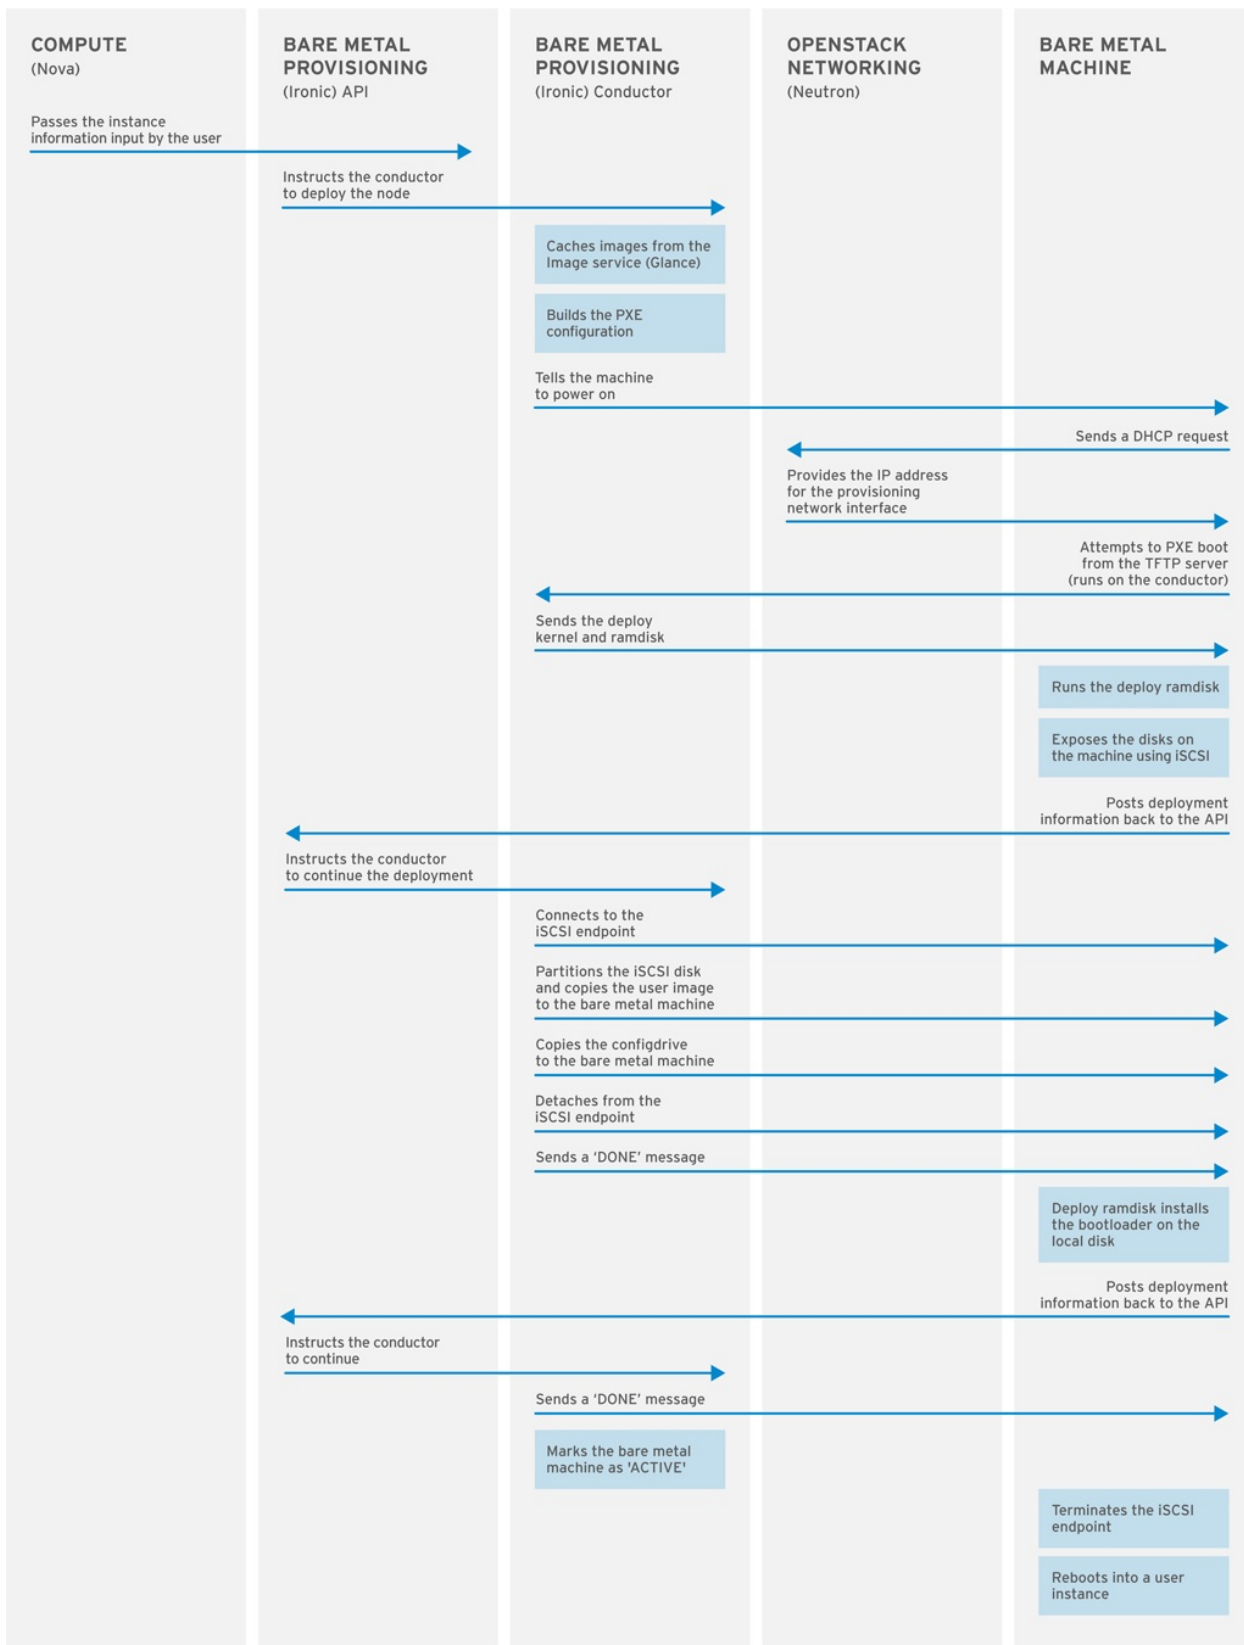 COMPUTE
(Nova)
BARE METAL
PROVISIONING
(Ironic) API
BARE METAL
PROVISIONING
(Ironic) Conductor
OPENSTACK
NETWORKING
(Neutron)
BARE METAL
MACHINE
Passes the instance
information input by the user
Instructs the conductor
to deploy the node
Caches images from the
Image service (Glance)
Builds the PXE
configuration
Tells the machine
to power on
Sends a DHCP request
Provides the IP address
for the provisioning
network interface
Attempts to PXE boot
from the TFTP server
(runs on the conductor)
Sends the deploy
kernel and ramdisk
Runs the deploy ramdisk
Exposes the disks on
the machine using iSCSI
Posts deployment
information back to the API
Instructs the conductor
to continue the deployment
Connects to the
iSCSI endpoint
Partitions the iSCSI disk
and copies the user image
to the bare metal machine
Copies the configdrive
to the bare metal machine
Detaches from the
iSCSI endpoint
Sends a ‘DONE’ message
Deploy ramdisk installs
the bootloader on the
local disk
Posts deployment
information back to the API
Instructs the conductor
to continue
Sends a ‘DONE’ message
Marks the bare metal
machine as 'ACTIVE'
Terminates the iSCSI
endpoint
Reboots into a user
instance